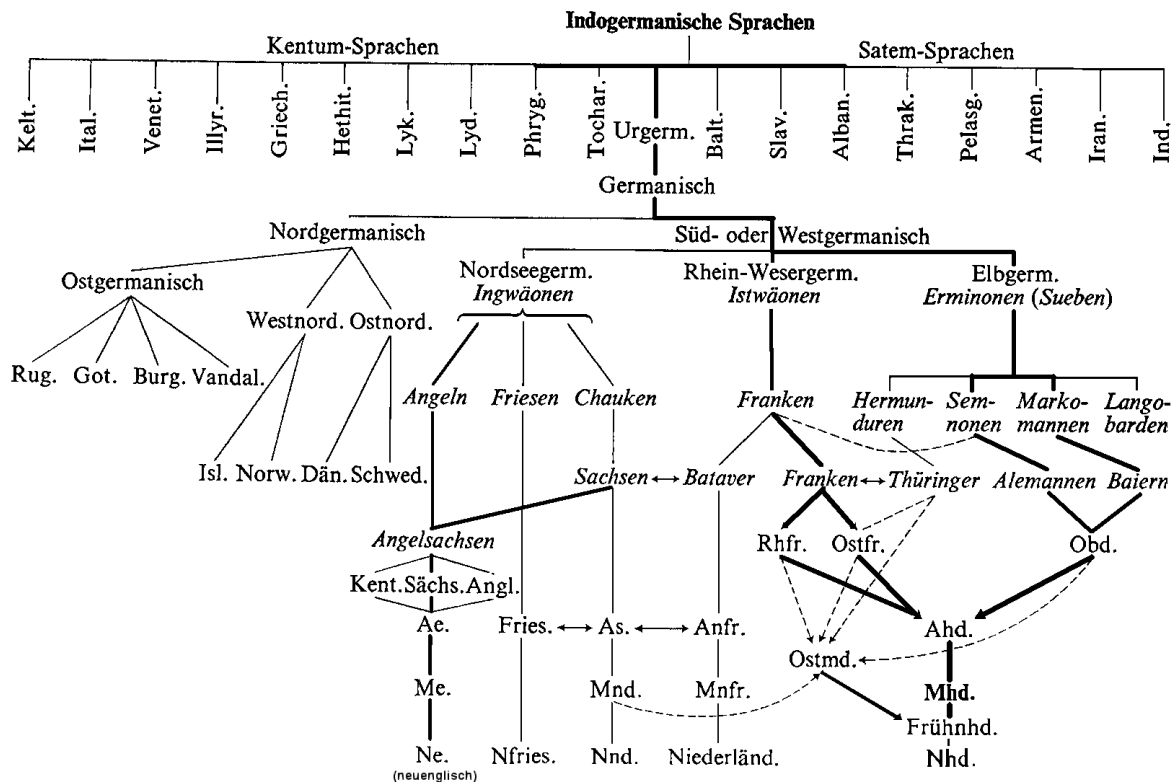 Indogermanische Sprachen
Kentum-Sprachen
Satem-Sprachen
Kelt.
Ital.
Venet.
Illyr.
Griech.
Hethit.
Lyk.
Lyd.
Phryg.
Tochar.
Urgerm.
Balt.
Slav.
Alban.
Thrak.
Pelasg.
Armen.
Iran.
Ind.
Germanisch
Nordgermanisch
Süd- oder Westgermanisch
Ostgermanisch
Nordseegerm.
Ingwäonen
Rhein-Wesergerm.
Istwäonen
Elbgerm.
Erminonen (Sueben)
Westnord. Ostnord.
Rug. Got. Burg. Vandal.
Angeln Friesen Chauken Franken
Hermun-
duren
Sem-
nonen
Marko-
mannen
Lango-
barden
Isl. Norw. Dän. Schwed.
Sachsen Bataver Franken Thüringer Alemannen Baiern
Angelsachsen
Rhfr. Ostfr. Obd.
Kent. Sächs. Angl.
Ae. Fries. As. Anfr. Ahd.
Ostmd.
Me. Mnd. Mnfr. Mhd.
Frühnhd.
Ne. Nfries. Nnd. Niederländ. Nhd.
(neuenglisch)